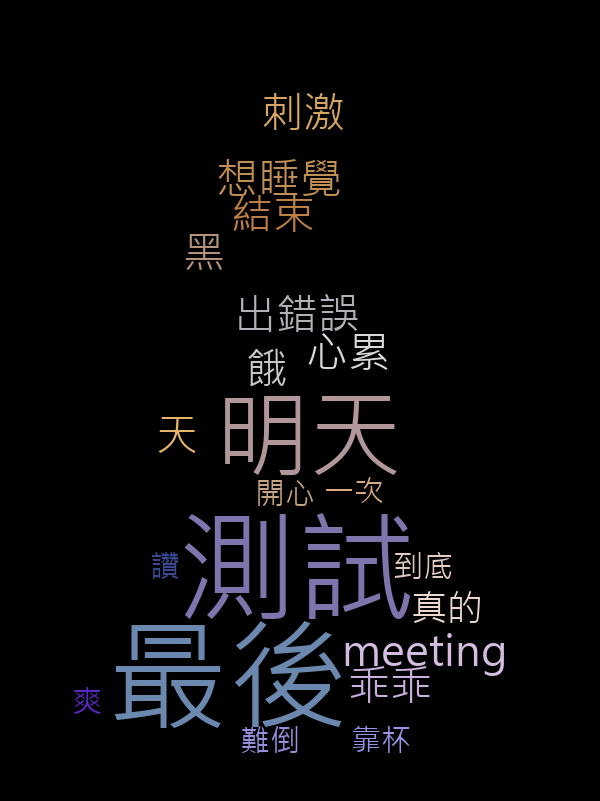 刺激
想睡覺
結束
黑
出錯誤
心累
餓
明天
天
開心 一次
測試
讚
到底
真的
最後
meeting
乖乖
爽
難倒
靠杯